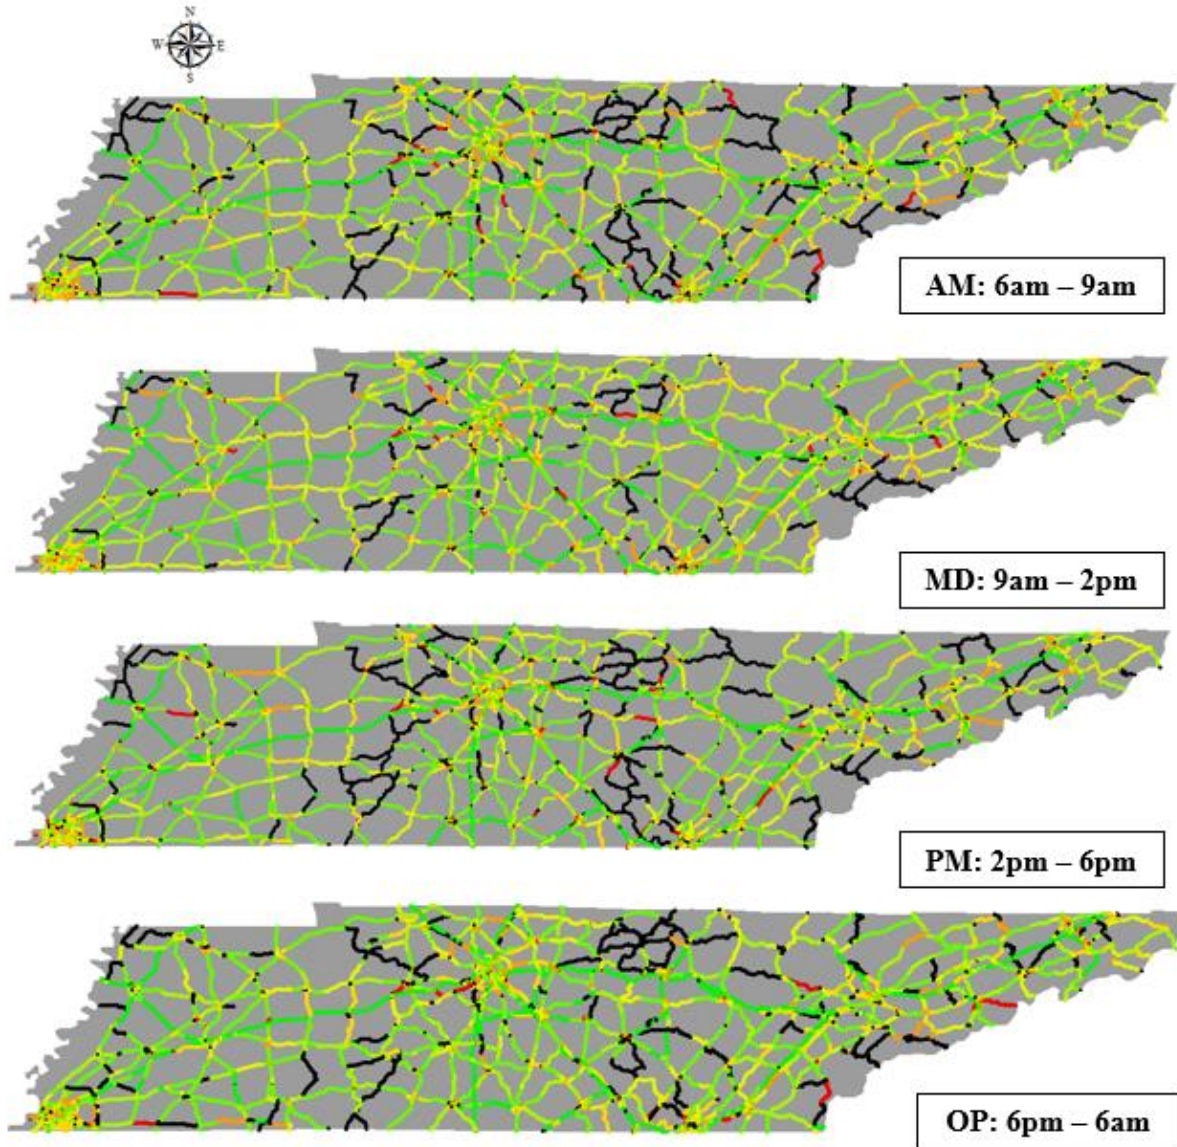 N
W E
S
AM: 6am – 9am
MD: 9am – 2pm
PM: 2pm – 6pm
OP: 6pm – 6am